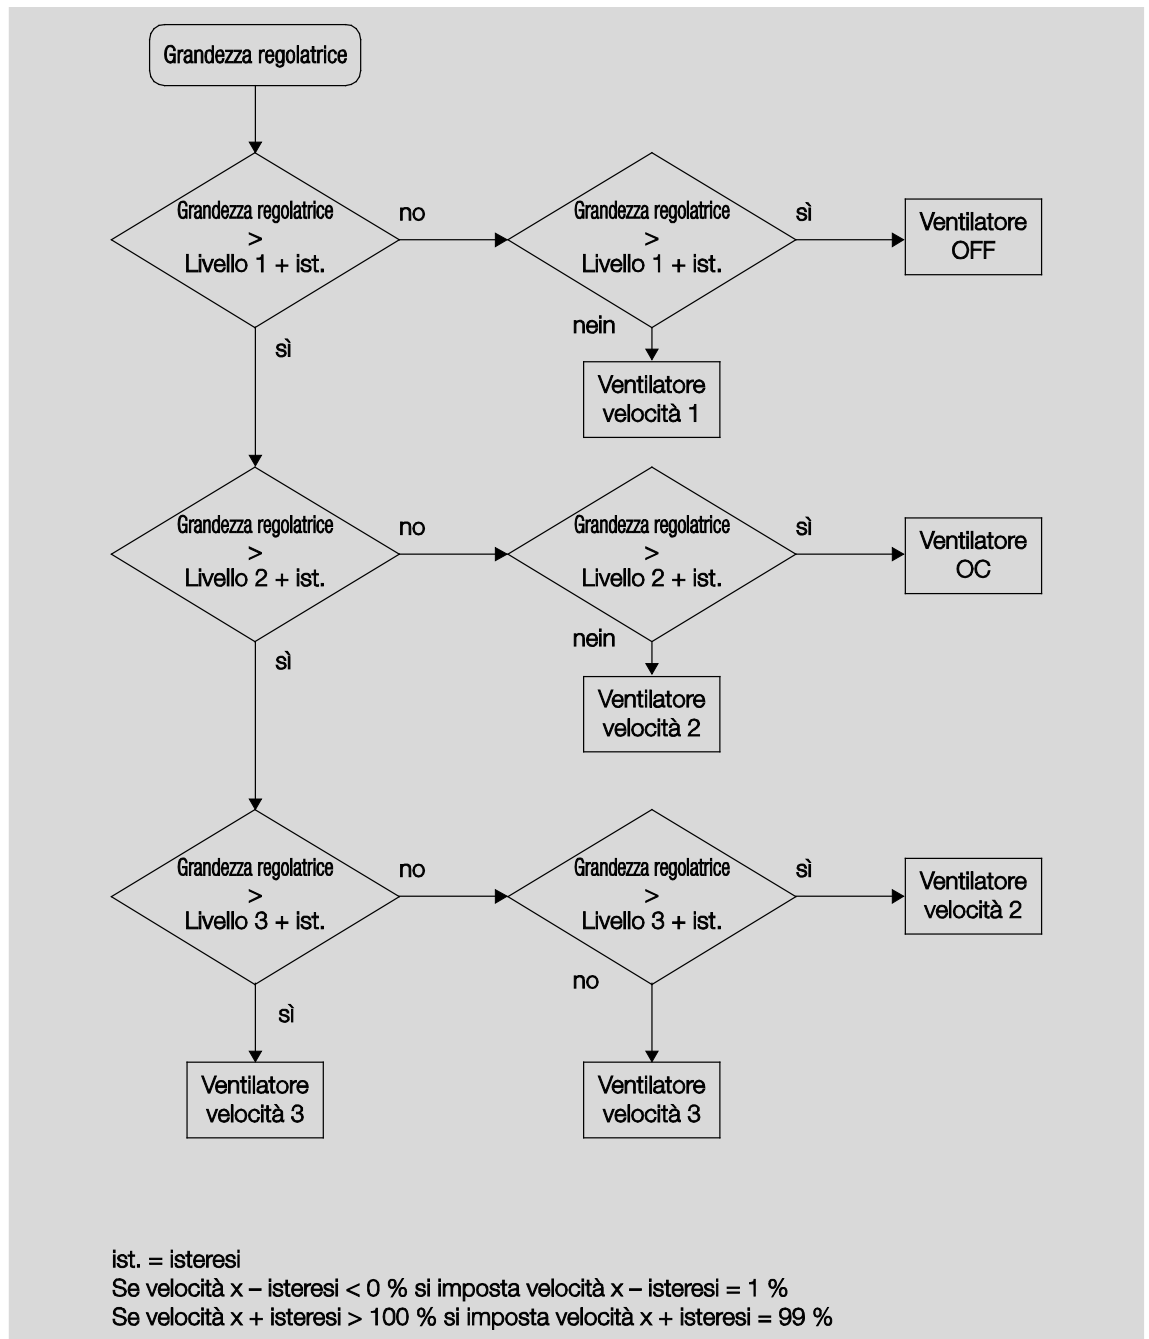 Grandezza regolatrice
Grandezza regolatrice
>
Livello 1 + ist.
no
Grandezza regolatrice
>
Livello 1 + ist.
sì
Ventilatore
OFF
nein
sì
Ventilatore
velocità 1
Grandezza regolatrice
>
Livello 2 + ist.
no
Grandezza regolatrice
>
Livello 2 + ist.
sì
Ventilatore
OC
nein
sì
Ventilatore
velocità 2
Grandezza regolatrice
>
Livello 3 + ist.
no
Grandezza regolatrice
>
Livello 3 + ist.
sì
Ventilatore
velocità 2
no
sì
Ventilatore
velocità 3
Ventilatore
velocità 3
ist. = isteresi
Se velocità x – isteresi < 0 % si imposta velocità x – isteresi = 1 %
Se velocità x + isteresi > 100 % si imposta velocità x + isteresi = 99 %